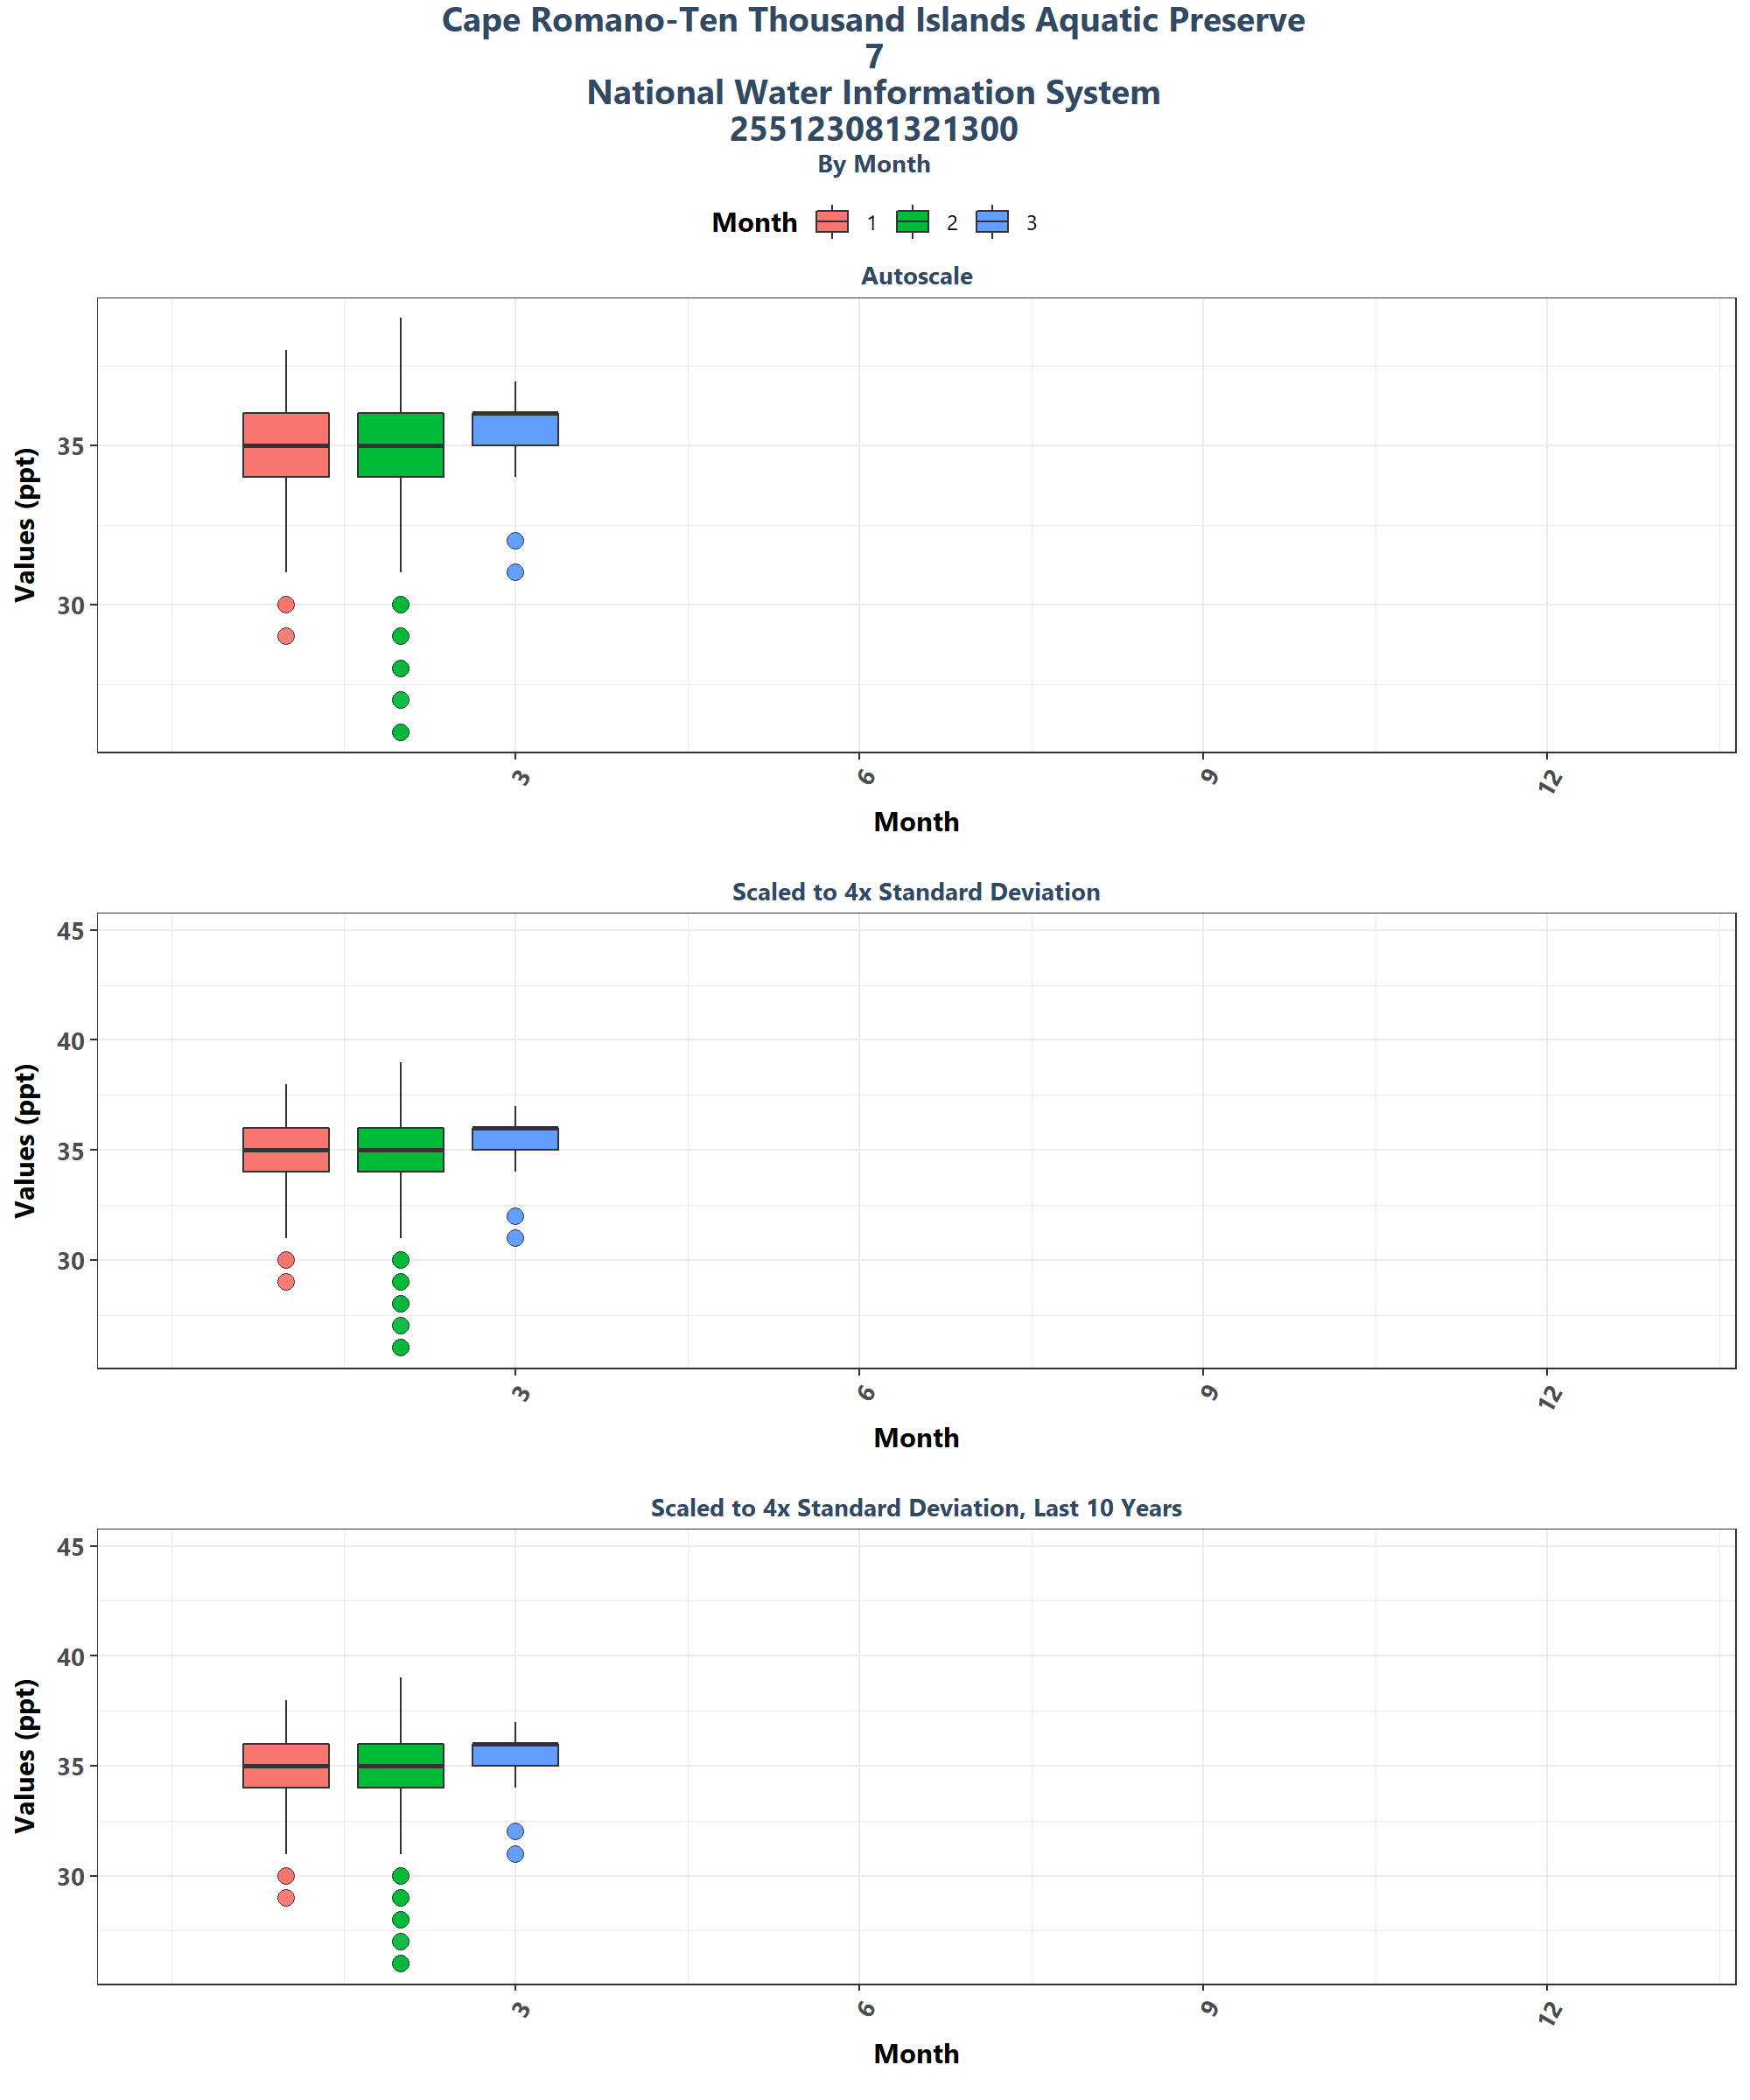 Cape Romano-Ten Thousand Islands Aquatic Preserve
7
National Water Information System
255123081321300
By Month
Month 1 2 3
Autoscale
Values (ppt)
35
30
3 6 9 12
Month
Scaled to 4x Standard Deviation
Values (ppt)
45
40
35
30
3 6 9 12
Month
Scaled to 4x Standard Deviation, Last 10 Years
Values (ppt)
45
40
35
30
3 6 9 12
Month